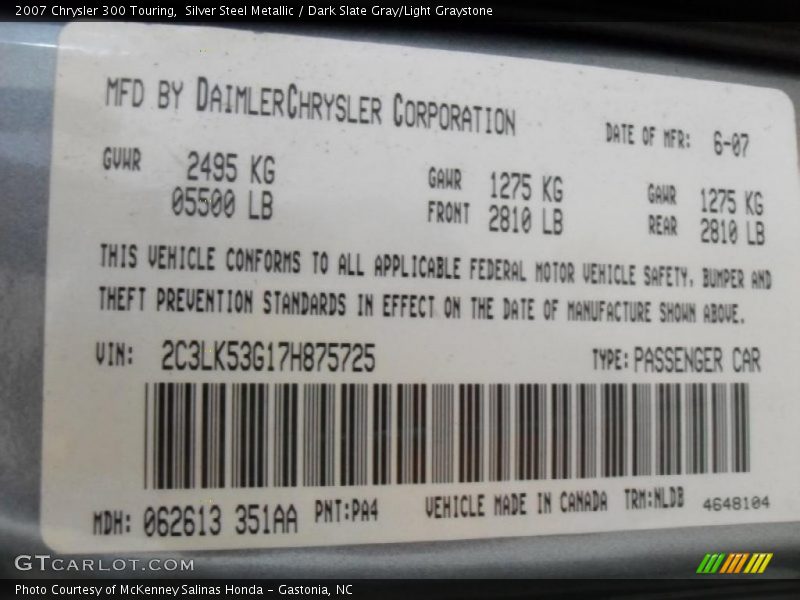 2007 Chrysler 300 Touring,  Silver Steel Metallic / Dark Slate Gray/Light Graystone
MFD BY DAIMLERCHRYSLER CORPORATION
DATE OF MFR: 6-07
GVWR 2495 KG GAWR 1275 KG GAWR 1275 KG
05500 LB FRONT 2810 LB REAR 2810 LB
THIS VEHICLE CONFORMS TO ALL APPLICABLE FEDERAL MOTOR VEHICLE SAFETY, BUMPER AND
THEFT PREVENTION STANDARDS IN EFFECT ON THE DATE OF MANUFACTURE SHOWN ABOVE.
VIN: 2C3LK53G17H875725 TYPE: PASSENGER CAR
MDH: 062613 351AA PNT:PA4 VEHICLE MADE IN CANADA TRM:NLDB 4648104
GTCARLOT.COM
Photo Courtesy of McKenney Salinas Honda - Gastonia, NC